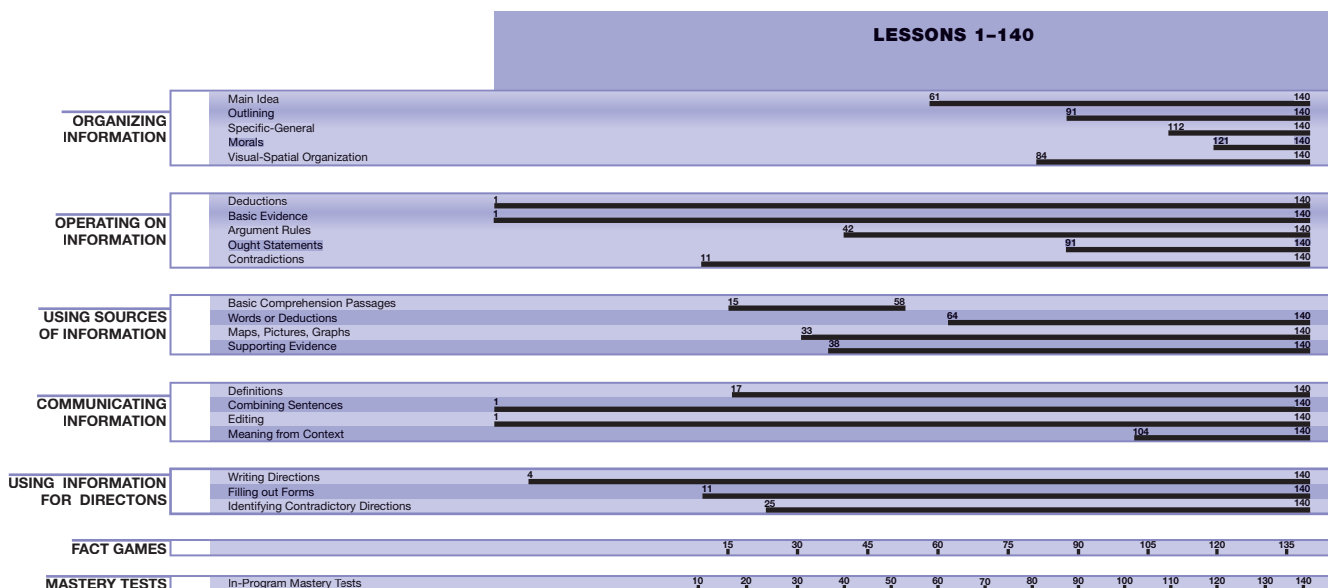 LESSONS 1–140
ORGANIZING
INFORMATION
Main Idea 61 140
Outlining 91 140
Specific-General 112 140
Morals 121 140
Visual-Spatial Organization 84 140
OPERATING ON
INFORMATION
Deductions 1 140
Basic Evidence 1 140
Argument Rules 42 140
Ought Statements 91 140
Contradictions 11 140
USING SOURCES
OF INFORMATION
Basic Comprehension Passages 15 58
Words or Deductions 64 140
Maps, Pictures, Graphs 33 140
Supporting Evidence 38 140
COMMUNICATING
INFORMATION
Definitions 17 140
Combining Sentences 1 140
Editing 1 140
Meaning from Context 104 140
USING INFORMATION
FOR DIRECTONS
Writing Directions 4 140
Filling out Forms 11 140
Identifying Contradictory Directions 25 140
FACT GAMES 15 30 45 60 75 90 105 120 135
MASTERY TESTS In-Program Mastery Tests 10 20 30 40 50 60 70 80 90 100 110 120 130 140